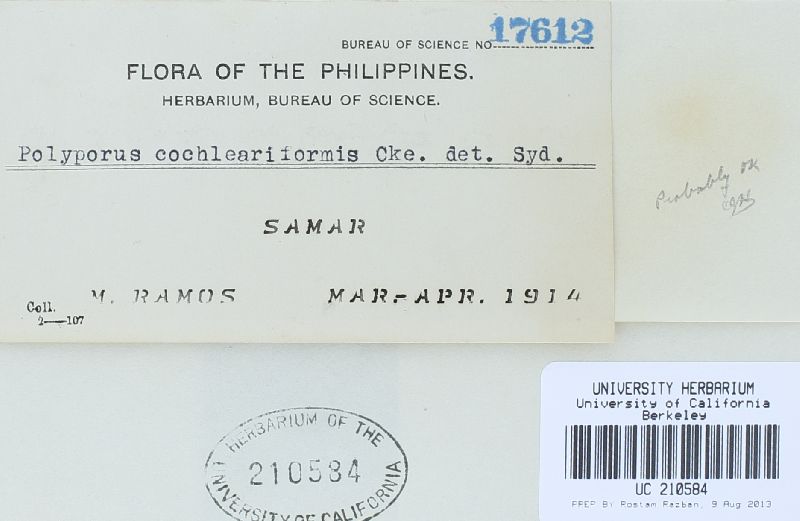 BUREAU OF SCIENCE NO. 17612
FLORA OF THE PHILIPPINES.
HERBARIUM, BUREAU OF SCIENCE.
Polyporus cochleariformis Cke. det. Syd.
SAMAR
Coll. M. RAMOS MAR.-APR. 1914
2—107
Probably OK
HERBARIUM OF THE
210584
UNIVERSITY OF CALIFORNIA
UNIVERSITY HERBARIUM
University of California
Berkeley
UC 210584
PREP BY Rostam Razban, 9 Aug 2013